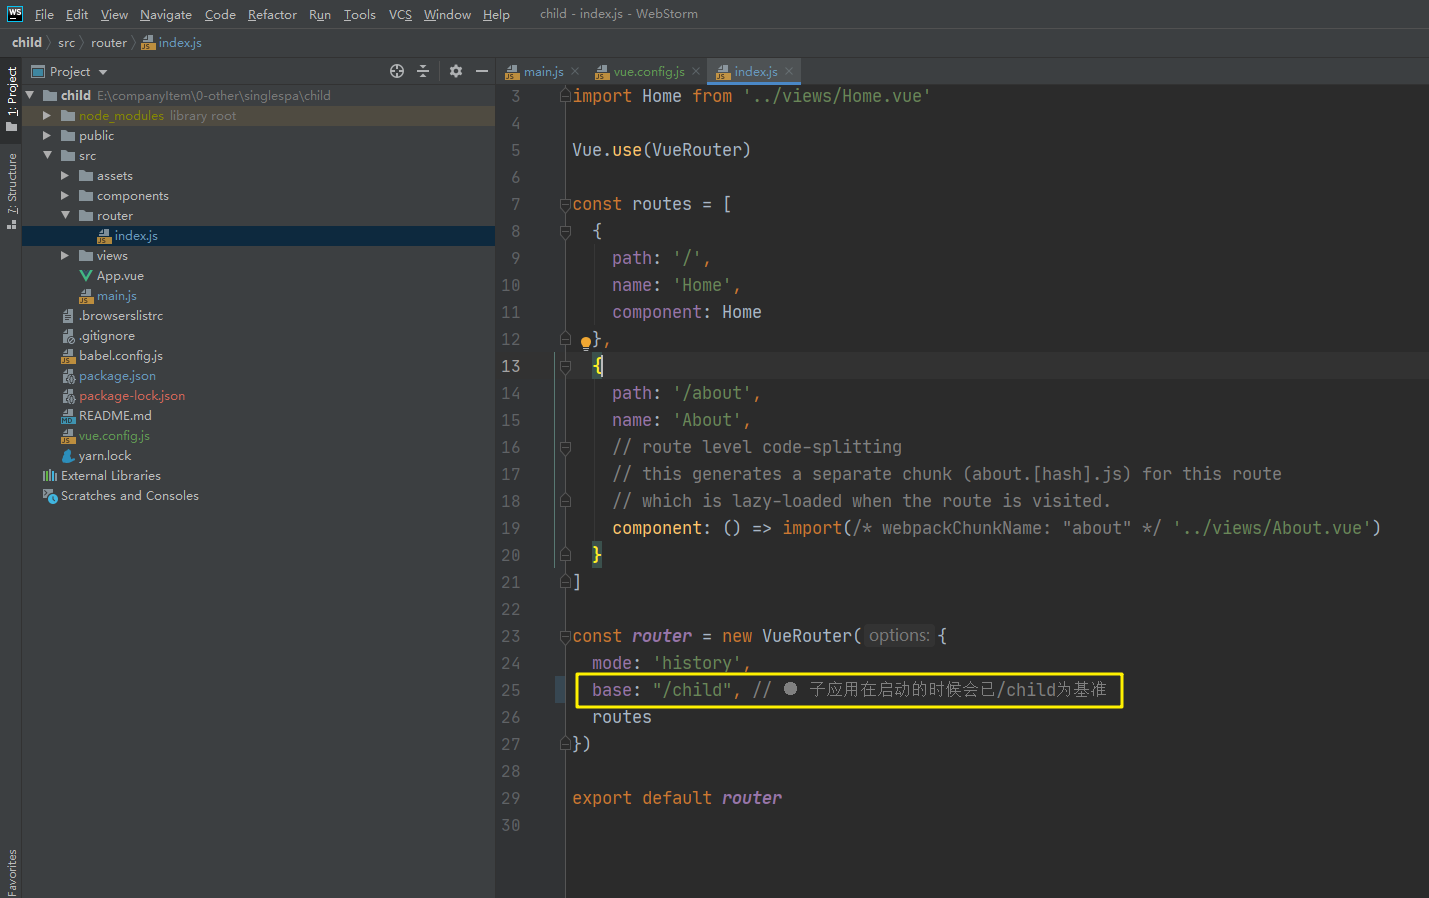 WS File Edit View Navigate Code Refactor Run Tools VCS Window Help child - index.js - WebStorm
child src router index.js
1: Project
7: Structure
Favorites
Project
child E:\companyItem\0-other\singlespa\child
node_modules library root
public
src
assets
components
router
index.js
views
App.vue
main.js
.browserslistrc
.gitignore
babel.config.js
package.json
package-lock.json
README.md
vue.config.js
yarn.lock
External Libraries
Scratches and Consoles
main.js vue.config.js index.js
3 import Home from '../views/Home.vue'
4
5 Vue.use(VueRouter)
6
7 const routes = [
8 {
9 path: '/',
10 name: 'Home',
11 component: Home
12 },
13 {
14 path: '/about',
15 name: 'About',
16 // route level code-splitting
17 // this generates a separate chunk (about.[hash].js) for this route
18 // which is lazy-loaded when the route is visited.
19 component: () => import(/* webpackChunkName: "about" */ '../views/About.vue')
20 }
21 ]
22
23 const router = new VueRouter( options: {
24 mode: 'history',
25 base: "/child", // ● 子应用在启动的时候会已/child为基准
26 routes
27 })
28
29 export default router
30